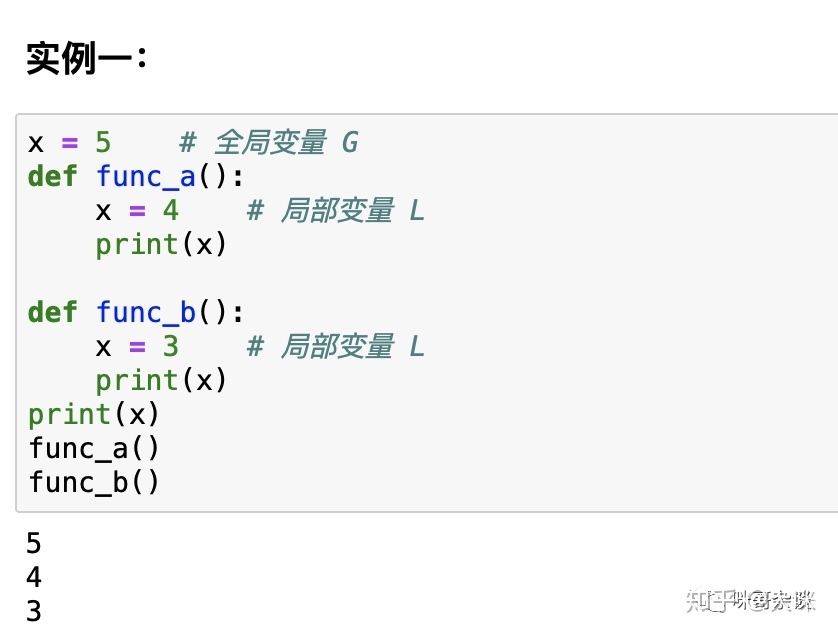 实例一：
x = 5    # 全局变量 G
def func_a():
    x = 4    # 局部变量 L
    print(x)

def func_b():
    x = 3    # 局部变量 L
    print(x)
print(x)
func_a()
func_b()
5
4
3
知乎